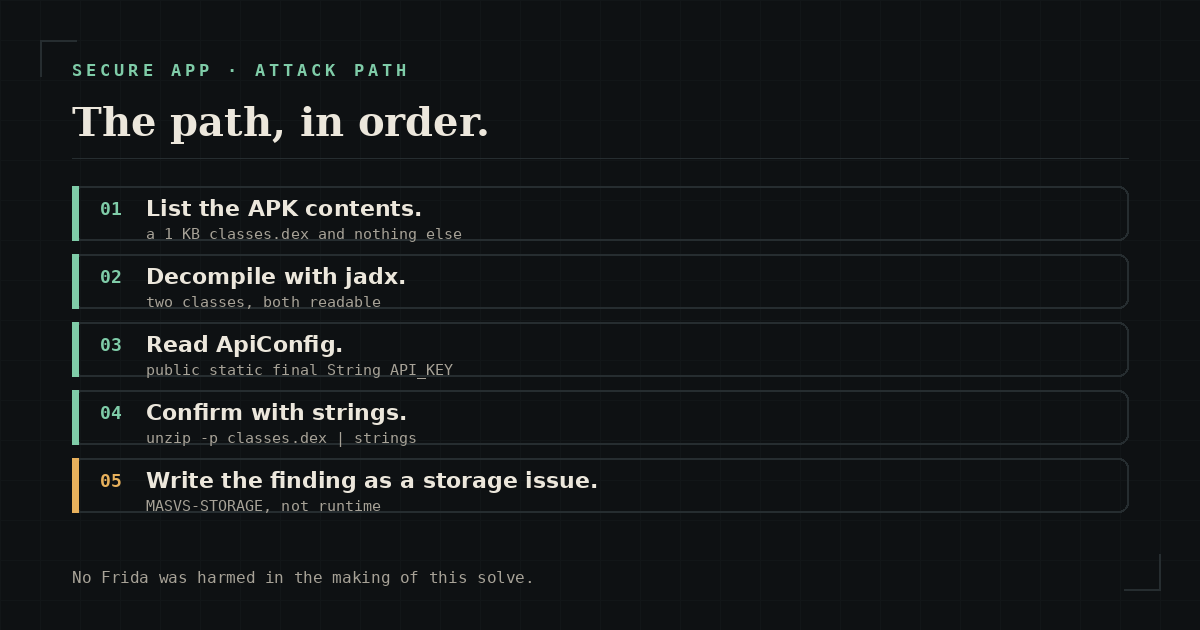 SECURE APP · ATTACK PATH
The path, in order.
01 List the APK contents.
a 1 KB classes.dex and nothing else
02 Decompile with jadx.
two classes, both readable
03 Read ApiConfig.
public static final String API_KEY
04 Confirm with strings.
unzip -p classes.dex | strings
05 Write the finding as a storage issue.
MASVS-STORAGE, not runtime
No Frida was harmed in the making of this solve.